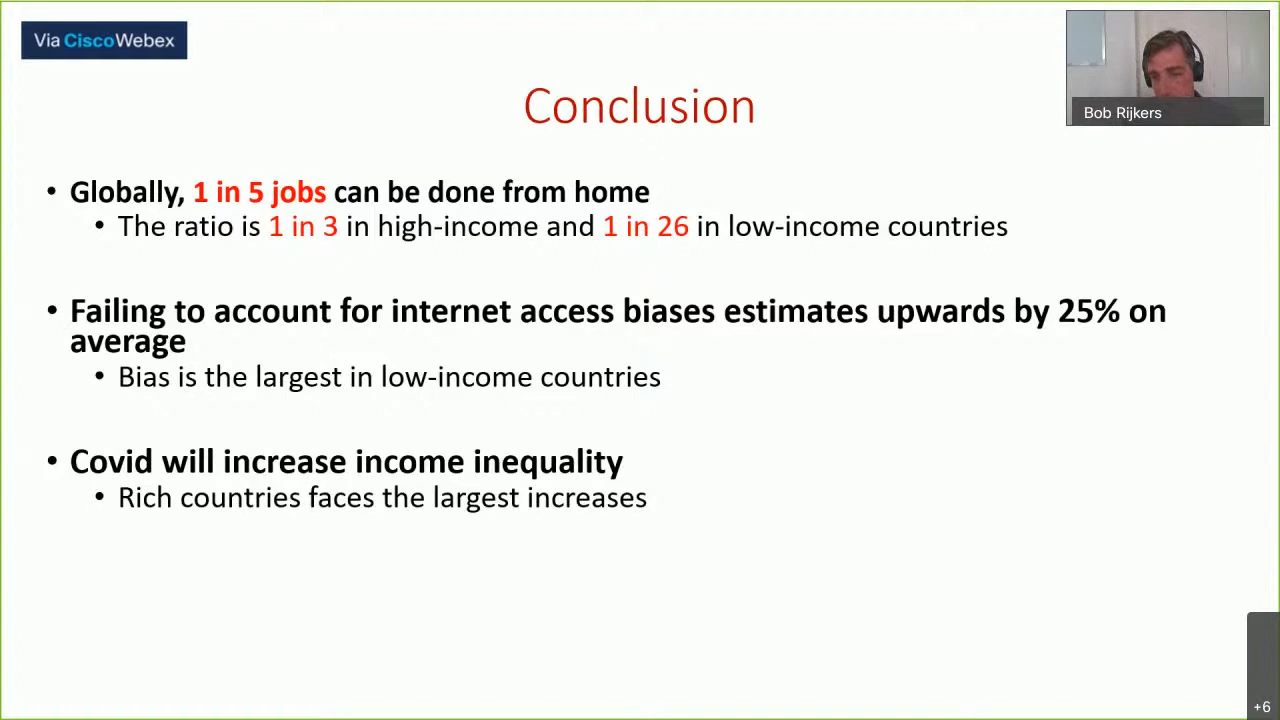 Via CiscoWebex
Conclusion
Bob Rijkers
• Globally, 1 in 5 jobs can be done from home
• The ratio is 1 in 3 in high-income and 1 in 26 in low-income countries
• Failing to account for internet access biases estimates upwards by 25% on
average
• Bias is the largest in low-income countries
• Covid will increase income inequality
• Rich countries faces the largest increases
+6